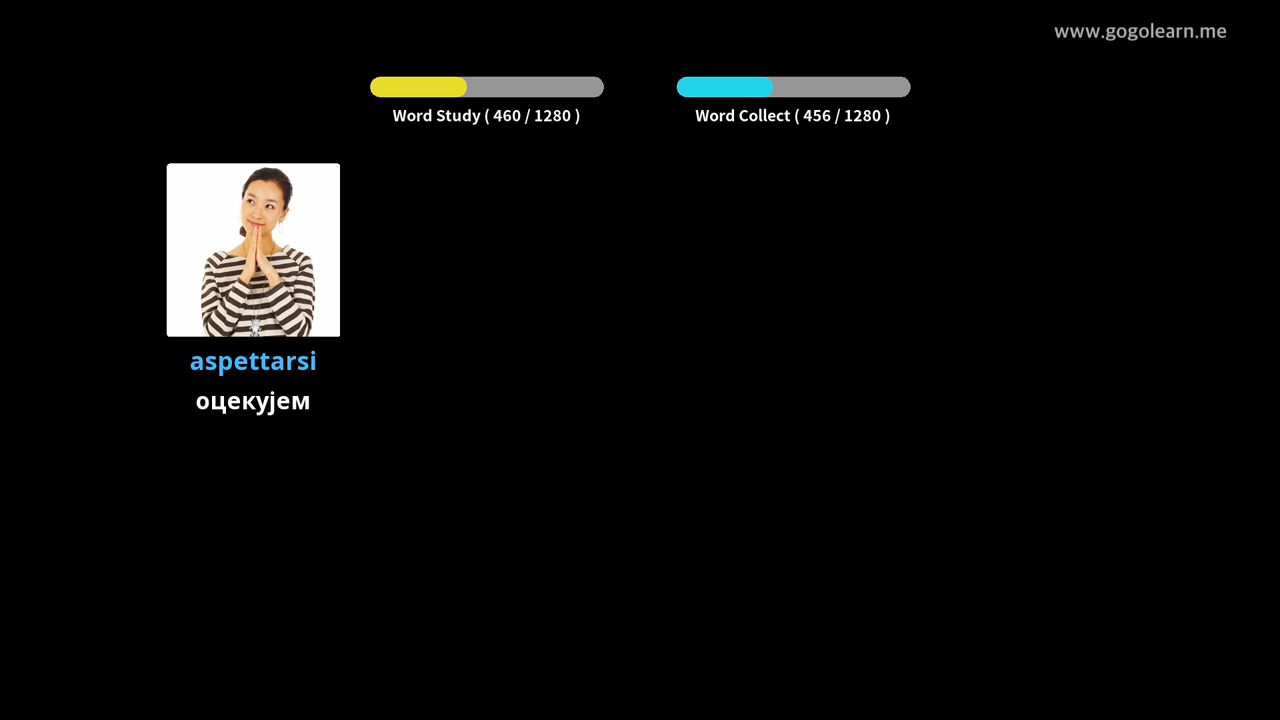 www.gogolearn.me
Word Study ( 460 / 1280 )
Word Collect ( 456 / 1280 )
aspettarsi
оцекујем